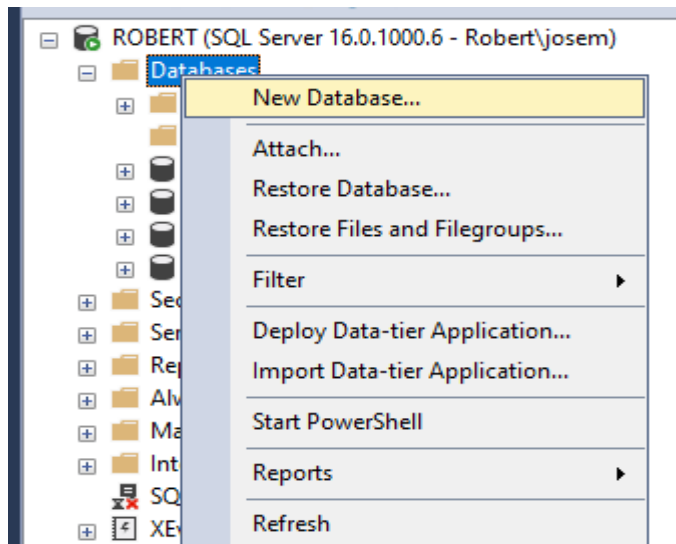 ROBERT (SQL Server 16.0.1000.6 - Robert\josem)
Databases
New Database...
Attach...
Restore Database...
Restore Files and Filegroups...
Filter
Deploy Data-tier Application...
Import Data-tier Application...
Start PowerShell
Reports
Refresh